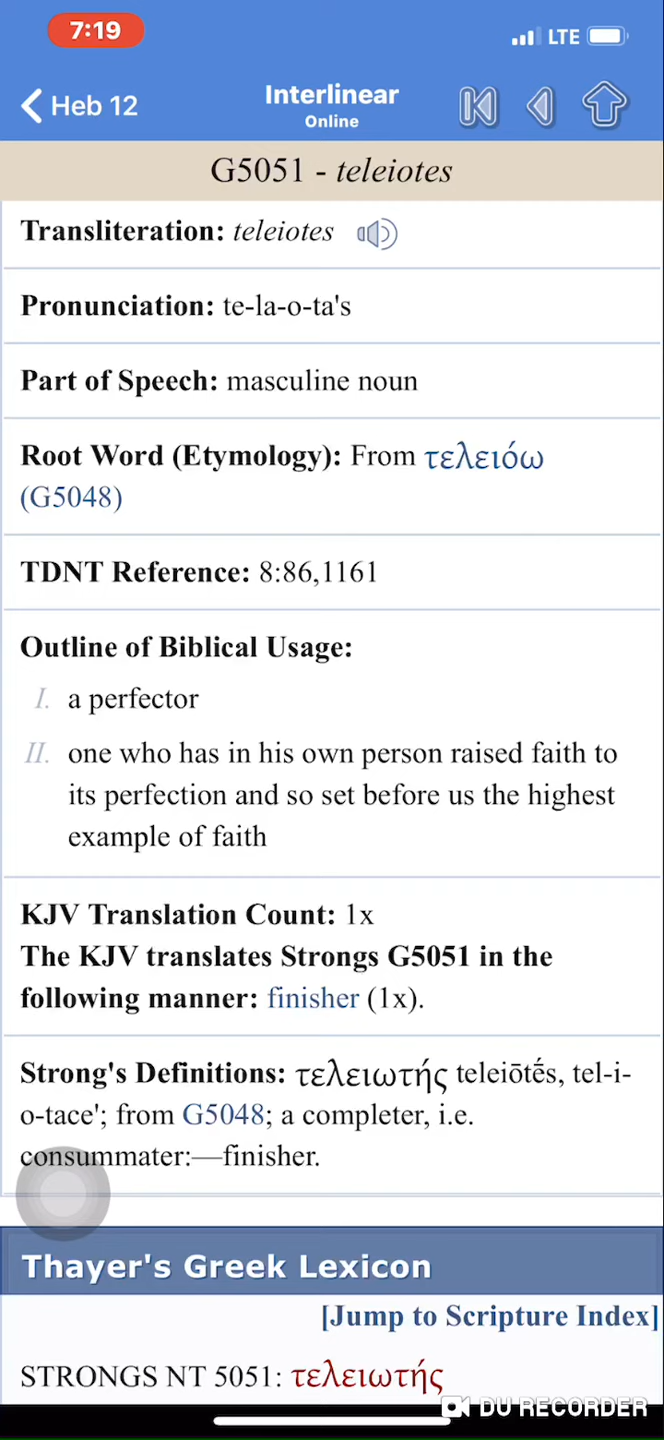 7:19
LTE
Heb 12
Interlinear
Online
G5051 - teleiotes
Transliteration: teleiotes
Pronunciation: te-la-o-ta's
Part of Speech: masculine noun
Root Word (Etymology): From τελειόω
(G5048)
TDNT Reference: 8:86,1161
Outline of Biblical Usage:
I. a perfector
II. one who has in his own person raised faith to
its perfection and so set before us the highest
example of faith
KJV Translation Count: 1x
The KJV translates Strongs G5051 in the
following manner: finisher (1x).
Strong's Definitions: τελειωτής teleiōtḗs, tel-i-
o-tace'; from G5048; a completer, i.e.
consummater:—finisher.
Thayer's Greek Lexicon
[Jump to Scripture Index]
STRONGS NT 5051: τελειωτής
DU RECORDER